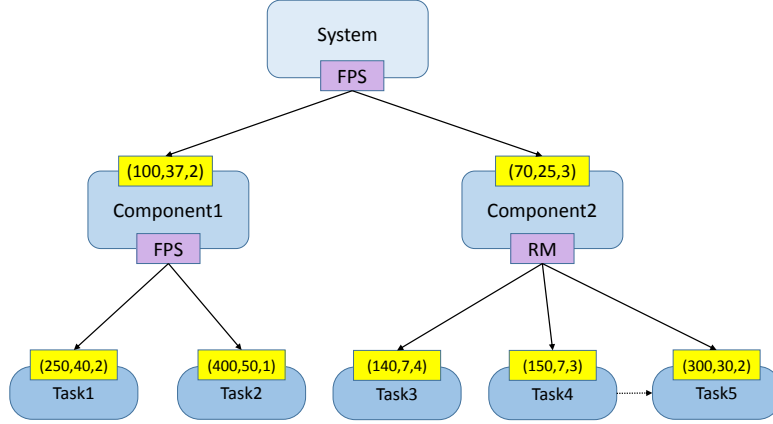 System
FPS
(100,37,2)
(70,25,3)
Component1
Component2
FPS
RM
(250,40,2)
(400,50,1)
(140,7,4)
(150,7,3)
(300,30,2)
Task1
Task2
Task3
Task4
Task5